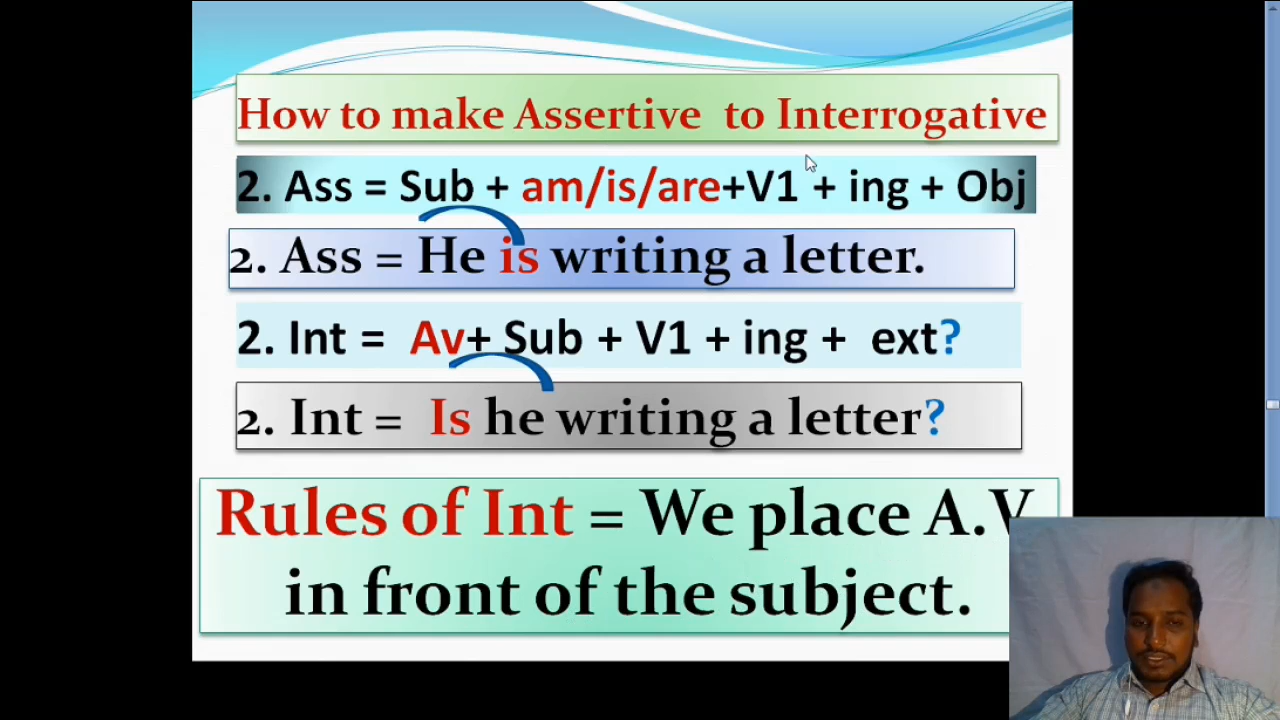 How to make Assertive to Interrogative
2. Ass = Sub + am/is/are+V1 + ing + Obj
2. Ass = He is writing a letter.
2. Int = Av+ Sub + V1 + ing + ext?
2. Int = Is he writing a letter?
Rules of Int = We place A.V
in front of the subject.